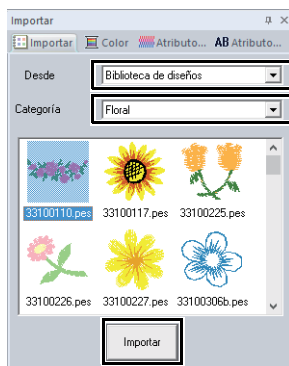 Importar
Importar Color Atributo... AB Atributo...
Desde Biblioteca de diseños
Categoría Floral
33100110.pes 33100117.pes 33100225.pes
33100226.pes 33100227.pes 33100306b.pes
Importar